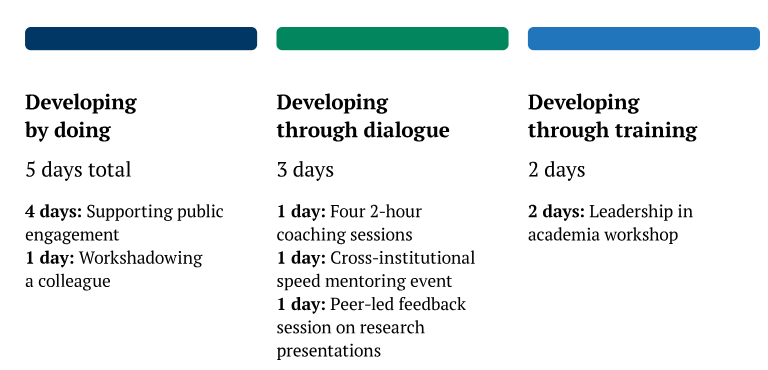 Developing
by doing
5 days total
4 days: Supporting public
engagement
1 day: Workshadowing
a colleague
Developing
through dialogue
3 days
1 day: Four 2-hour
coaching sessions
1 day: Cross-institutional
speed mentoring event
1 day: Peer-led feedback
session on research
presentations
Developing
through training
2 days
2 days: Leadership in
academia workshop